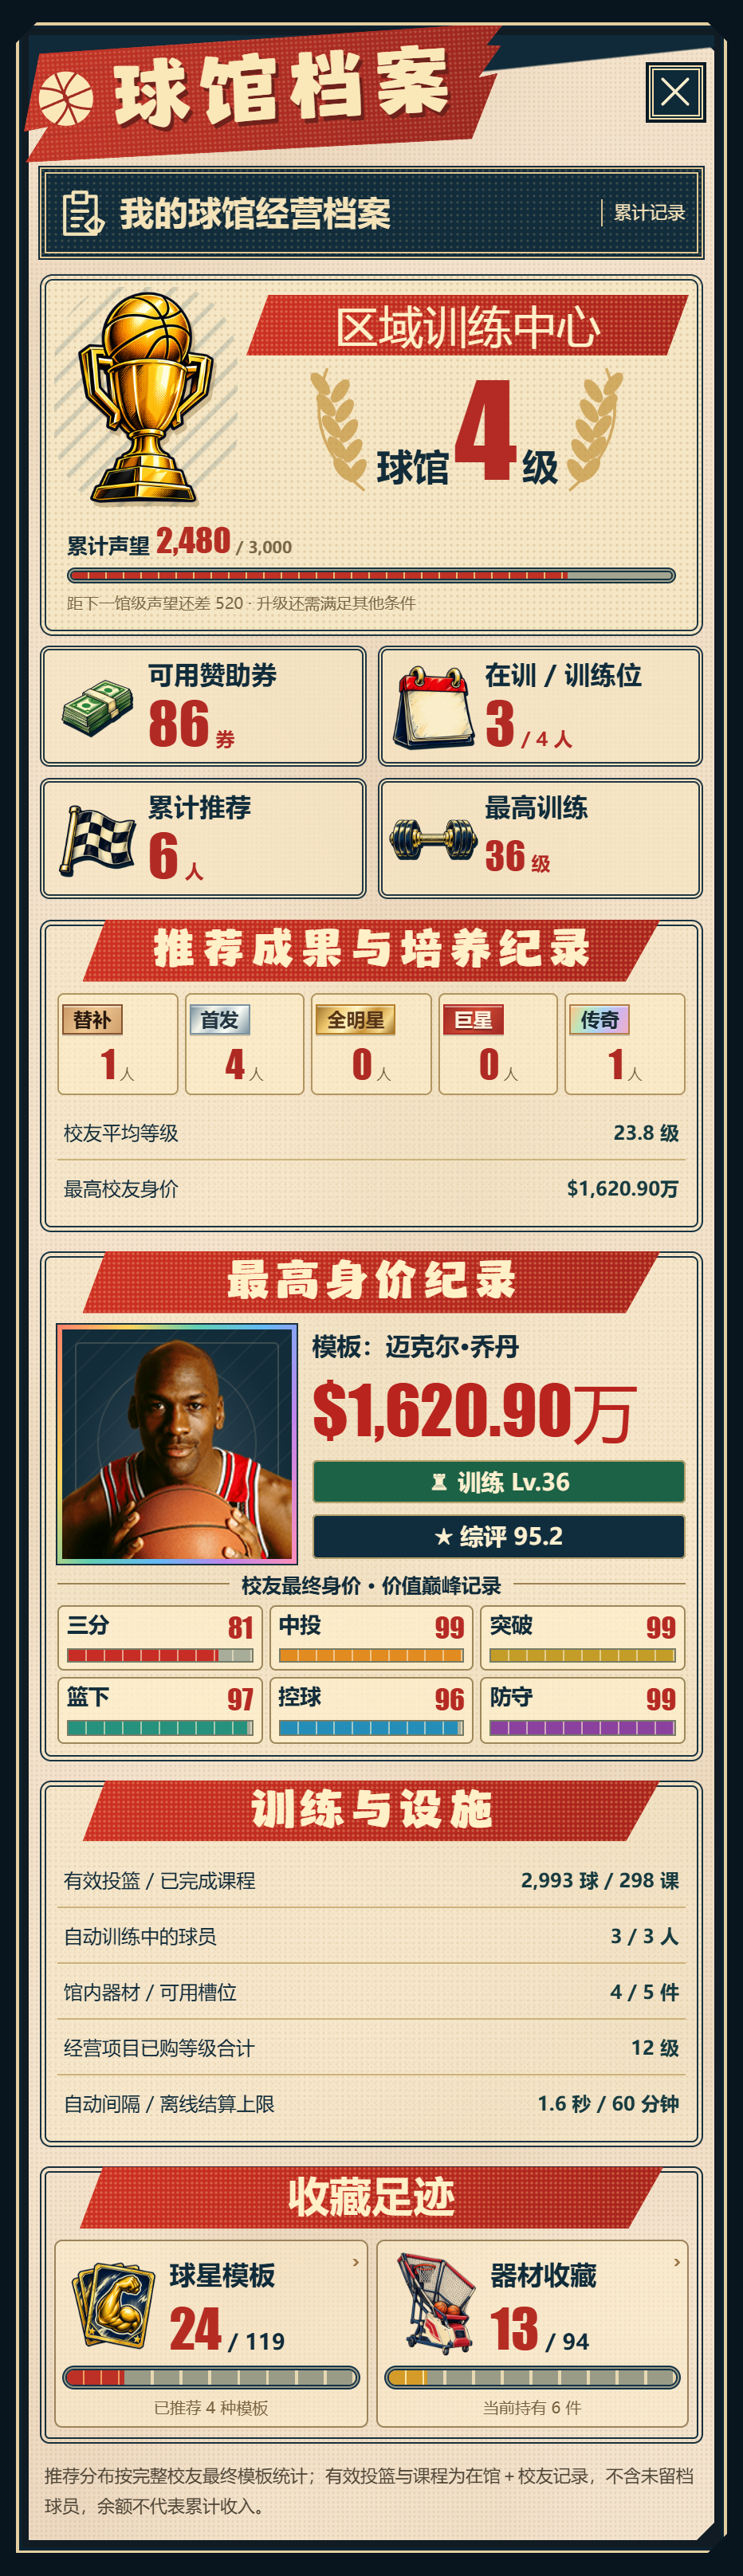 球馆档案
我的球馆经营档案 累计记录
区域训练中心
球馆4级
累计声望 2,480 / 3,000
距下一馆级声望还差 520 · 升级还需满足其他条件
可用赞助券
86 券
在训 / 训练位
3 / 4 人
累计推荐
6 人
最高训练
36 级
推荐成果与培养纪录
替补 首发 全明星 巨星 传奇
1人 4人 0人 0人 1人
校友平均等级 23.8 级
最高校友身价 $1,620.90万
最高身价纪录
模板：迈克尔•乔丹
$1,620.90万
训练 Lv.36
★ 综评 95.2
校友最终身价 • 价值巅峰记录
三分 81 中投 99 突破 99
篮下 97 控球 96 防守 99
训练与设施
有效投篮 / 已完成课程 2,993 球 / 298 课
自动训练中的球员 3 / 3 人
馆内器材 / 可用槽位 4 / 5 件
经营项目已购等级合计 12 级
自动间隔 / 离线结算上限 1.6 秒 / 60 分钟
收藏足迹
球星模板 ›
24 / 119
已推荐 4 种模板
器材收藏 ›
13 / 94
当前持有 6 件
推荐分布按完整校友最终模板统计；有效投篮与课程为在馆 + 校友记录，不含未留档
球员，余额不代表累计收入。